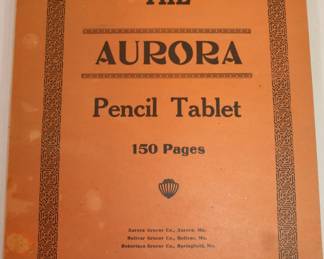 THE
AURORA
Pencil Tablet
150 Pages
Aurora Grocer Co., Aurora, Mo.
Bolivar Grocer Co., Bolivar, Mo.
Robertson Grocer Co., Springfield, Mo.